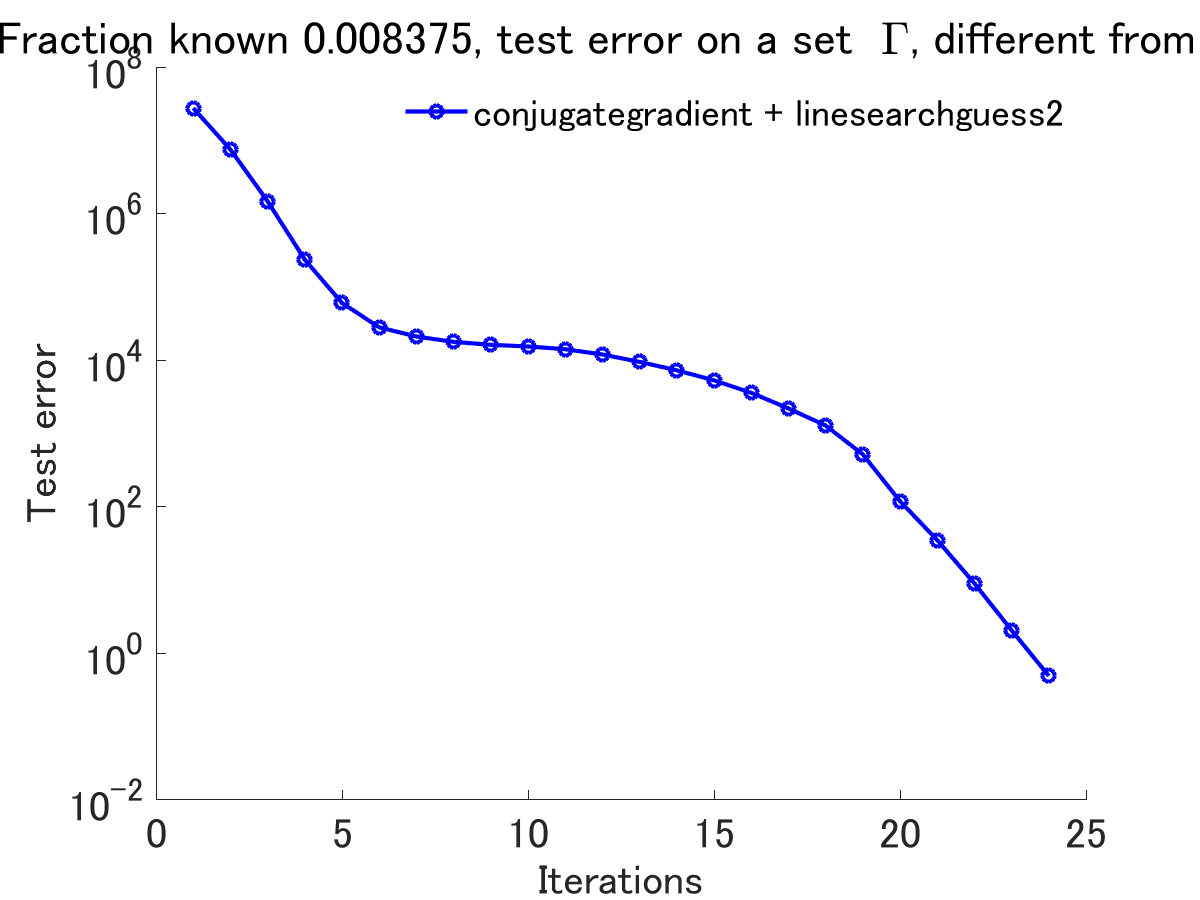 Fraction known 0.008375, test error on a set Γ, different from
10^8
conjugategradient + linesearchguess2
10^6
10^4
10^2
10^0
10^−2
Test error
0 5 10 15 20 25
Iterations